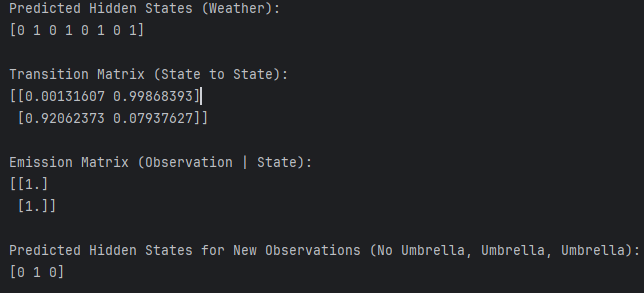 Predicted Hidden States (Weather):
[0 1 0 1 0 1 0 1]
Transition Matrix (State to State):
[[0.00131607 0.99868393]
[0.92062373 0.07937627]]
Emission Matrix (Observation | State):
[[1.]
[1.]]
Predicted Hidden States for New Observations (No Umbrella, Umbrella, Umbrella):
[0 1 0]